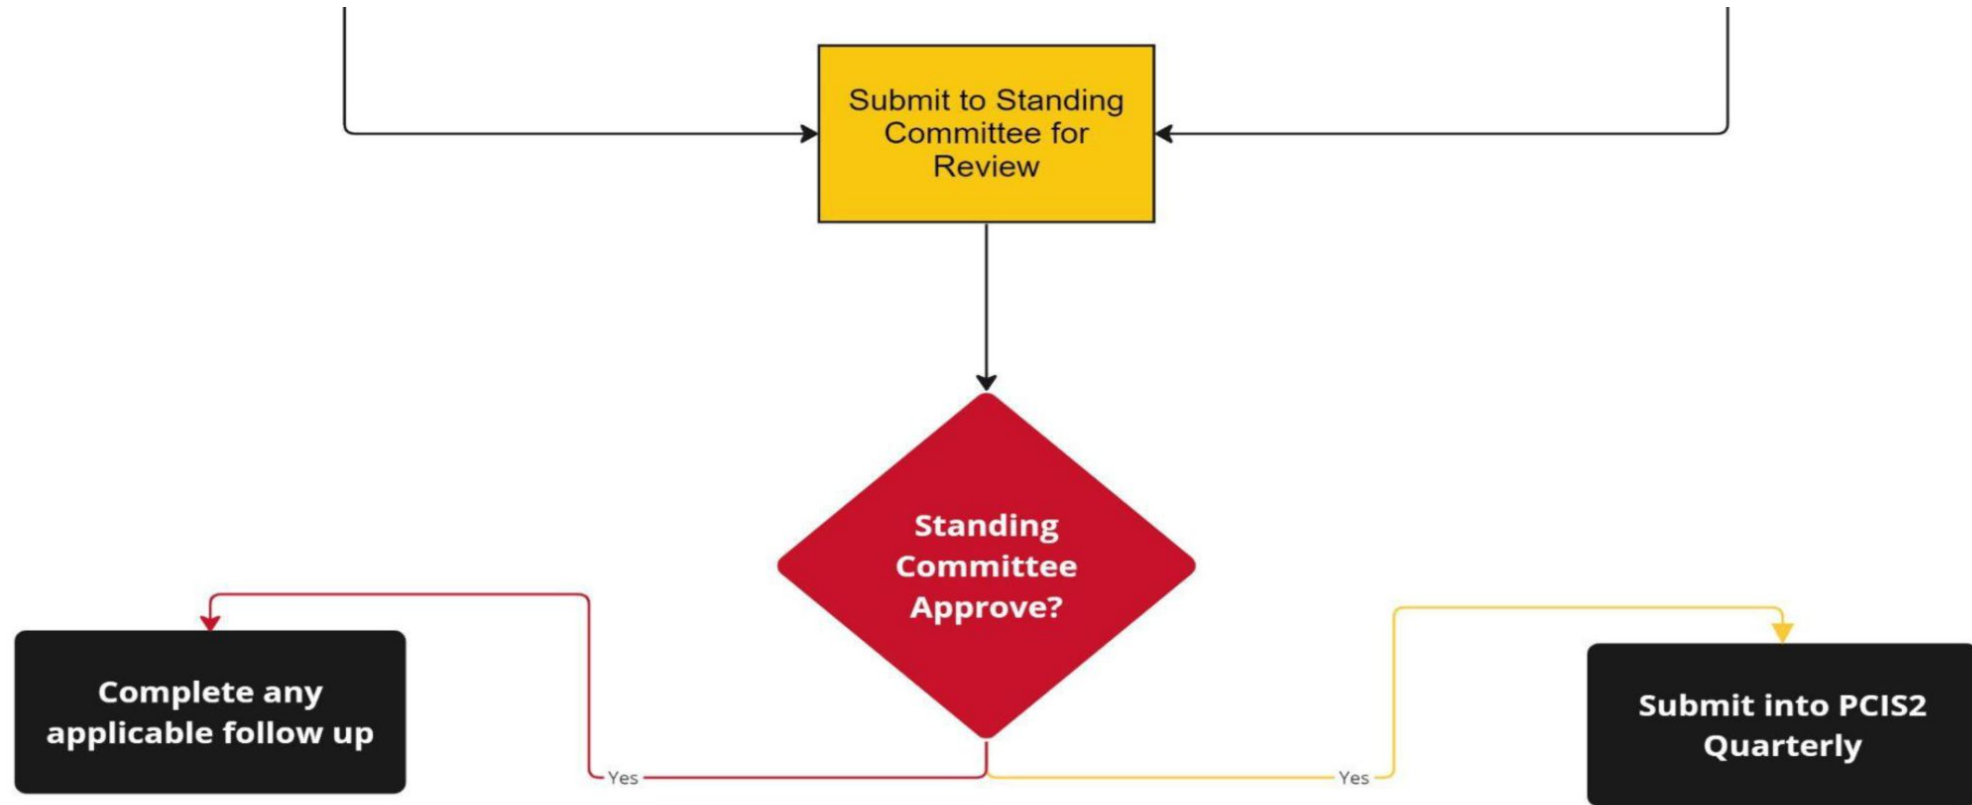 Submit to Standing
Committee for
Review
Standing
Committee
Approve?
Complete any
applicable follow up
Submit into PCIS2
Quarterly
Yes
Yes